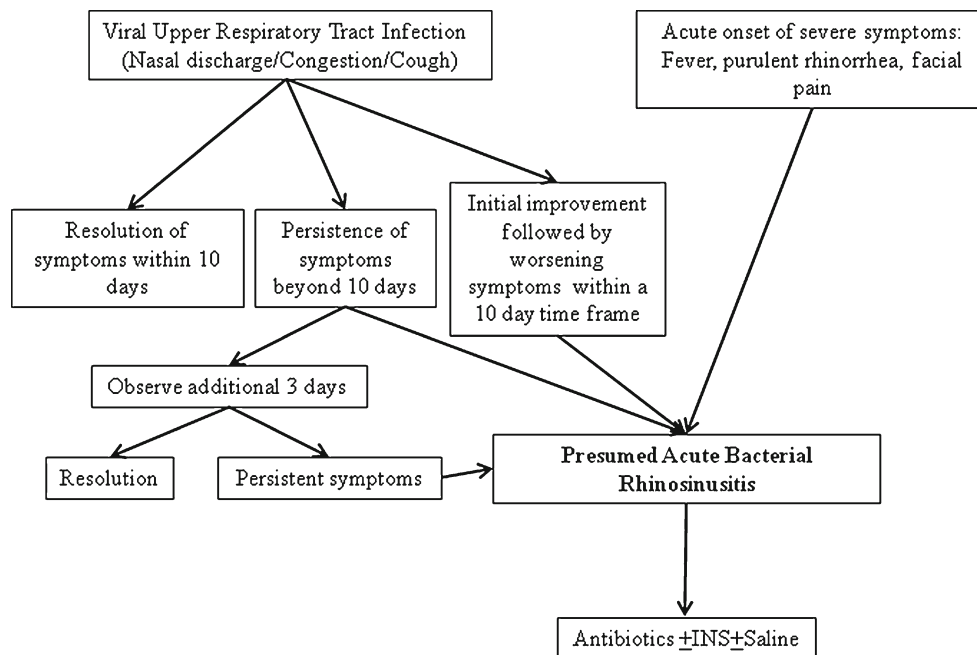 Viral Upper Respiratory Tract Infection
(Nasal discharge/Congestion/Cough)
Acute onset of severe symptoms:
Fever, purulent rhinorrhea, facial
pain
Resolution of
symptoms within 10
days
Persistence of
symptoms
beyond 10 days
Initial improvement
followed by
worsening
symptoms within a
10 day time frame
Observe additional 3 days
Resolution
Persistent symptoms
Presumed Acute Bacterial
Rhinosinusitis
Antibiotics ±INS±Saline